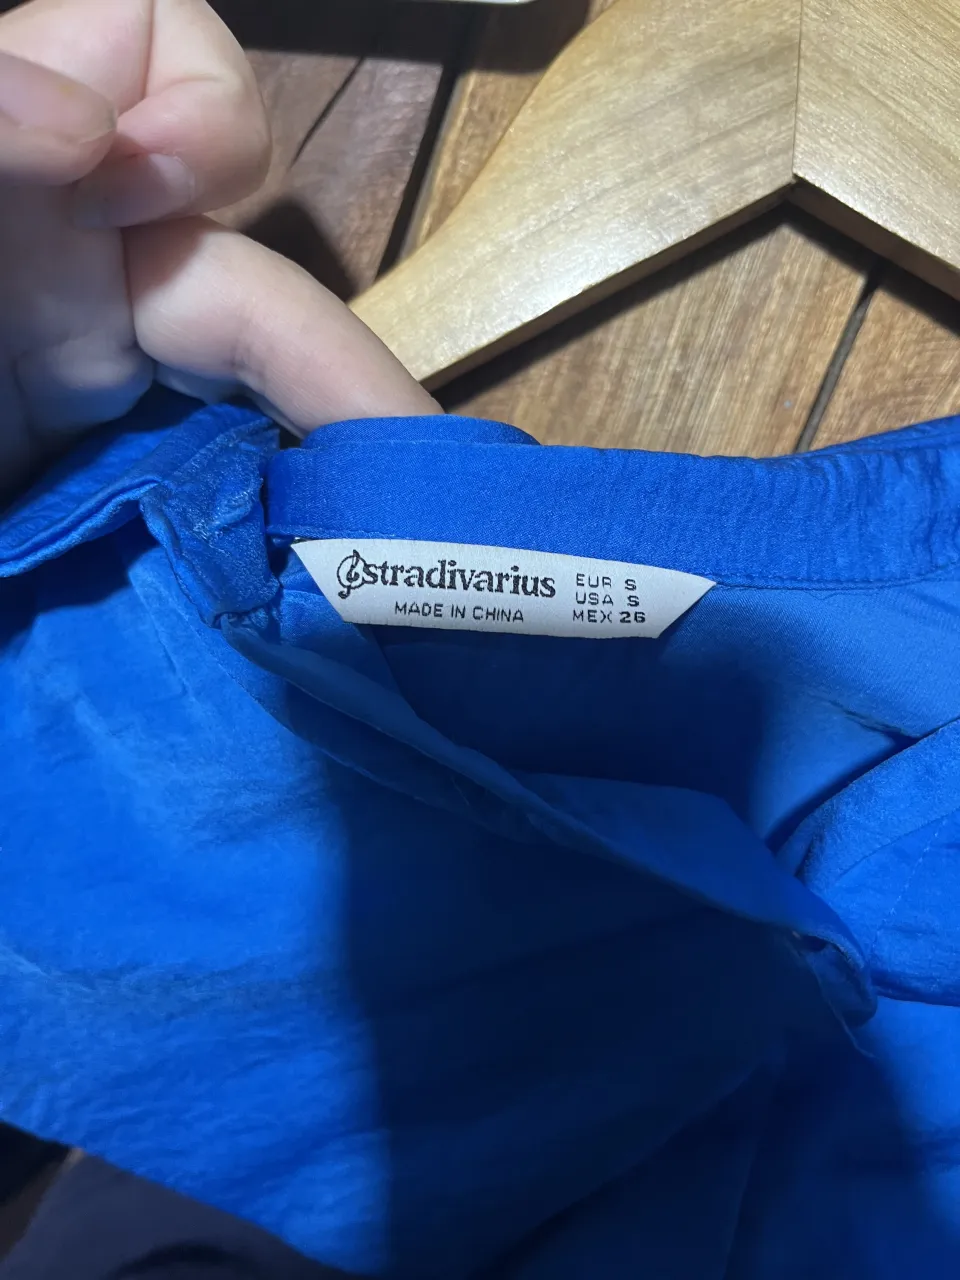 stradivarius
MADE IN CHINA
EUR S
USA S
MEX 26